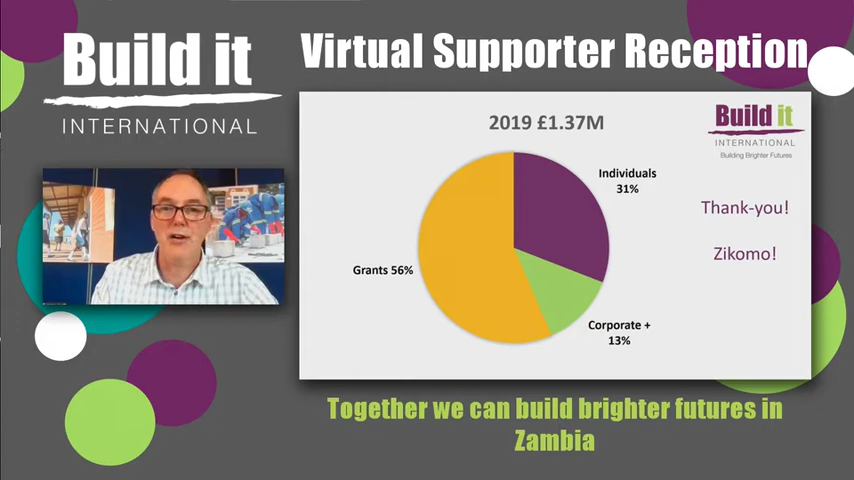 Build it
INTERNATIONAL
Virtual Supporter Reception
2019 £1.37M
Build it
INTERNATIONAL
Building Brighter Futures
Individuals
31%
Thank-you!
Zikomo!
Grants 56%
Corporate +
13%
Together we can build brighter futures in
Zambia